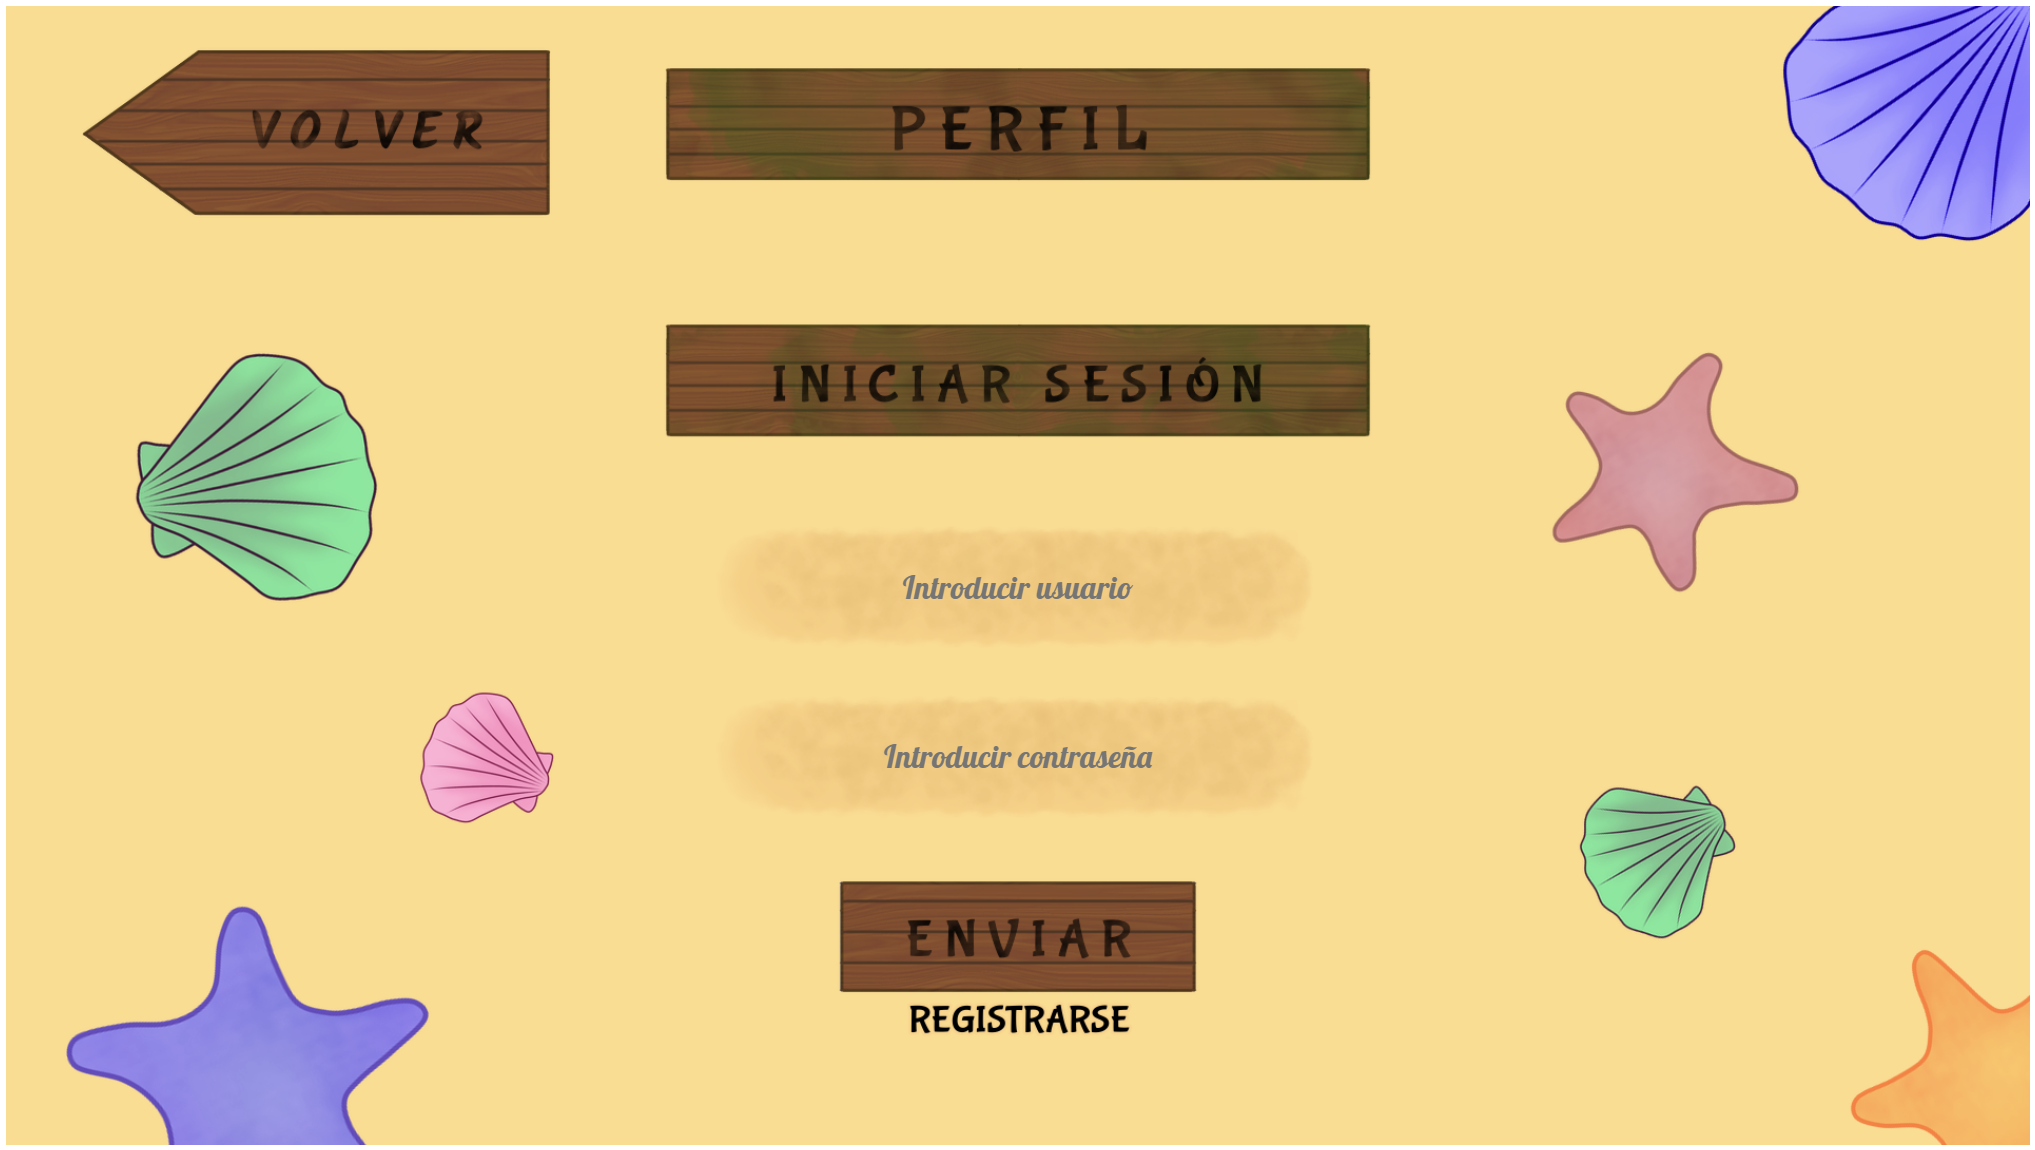 VOLVER
PERFIL
INICIAR SESIÓN
Introducir usuario
Introducir contraseña
ENVIAR
REGISTRARSE